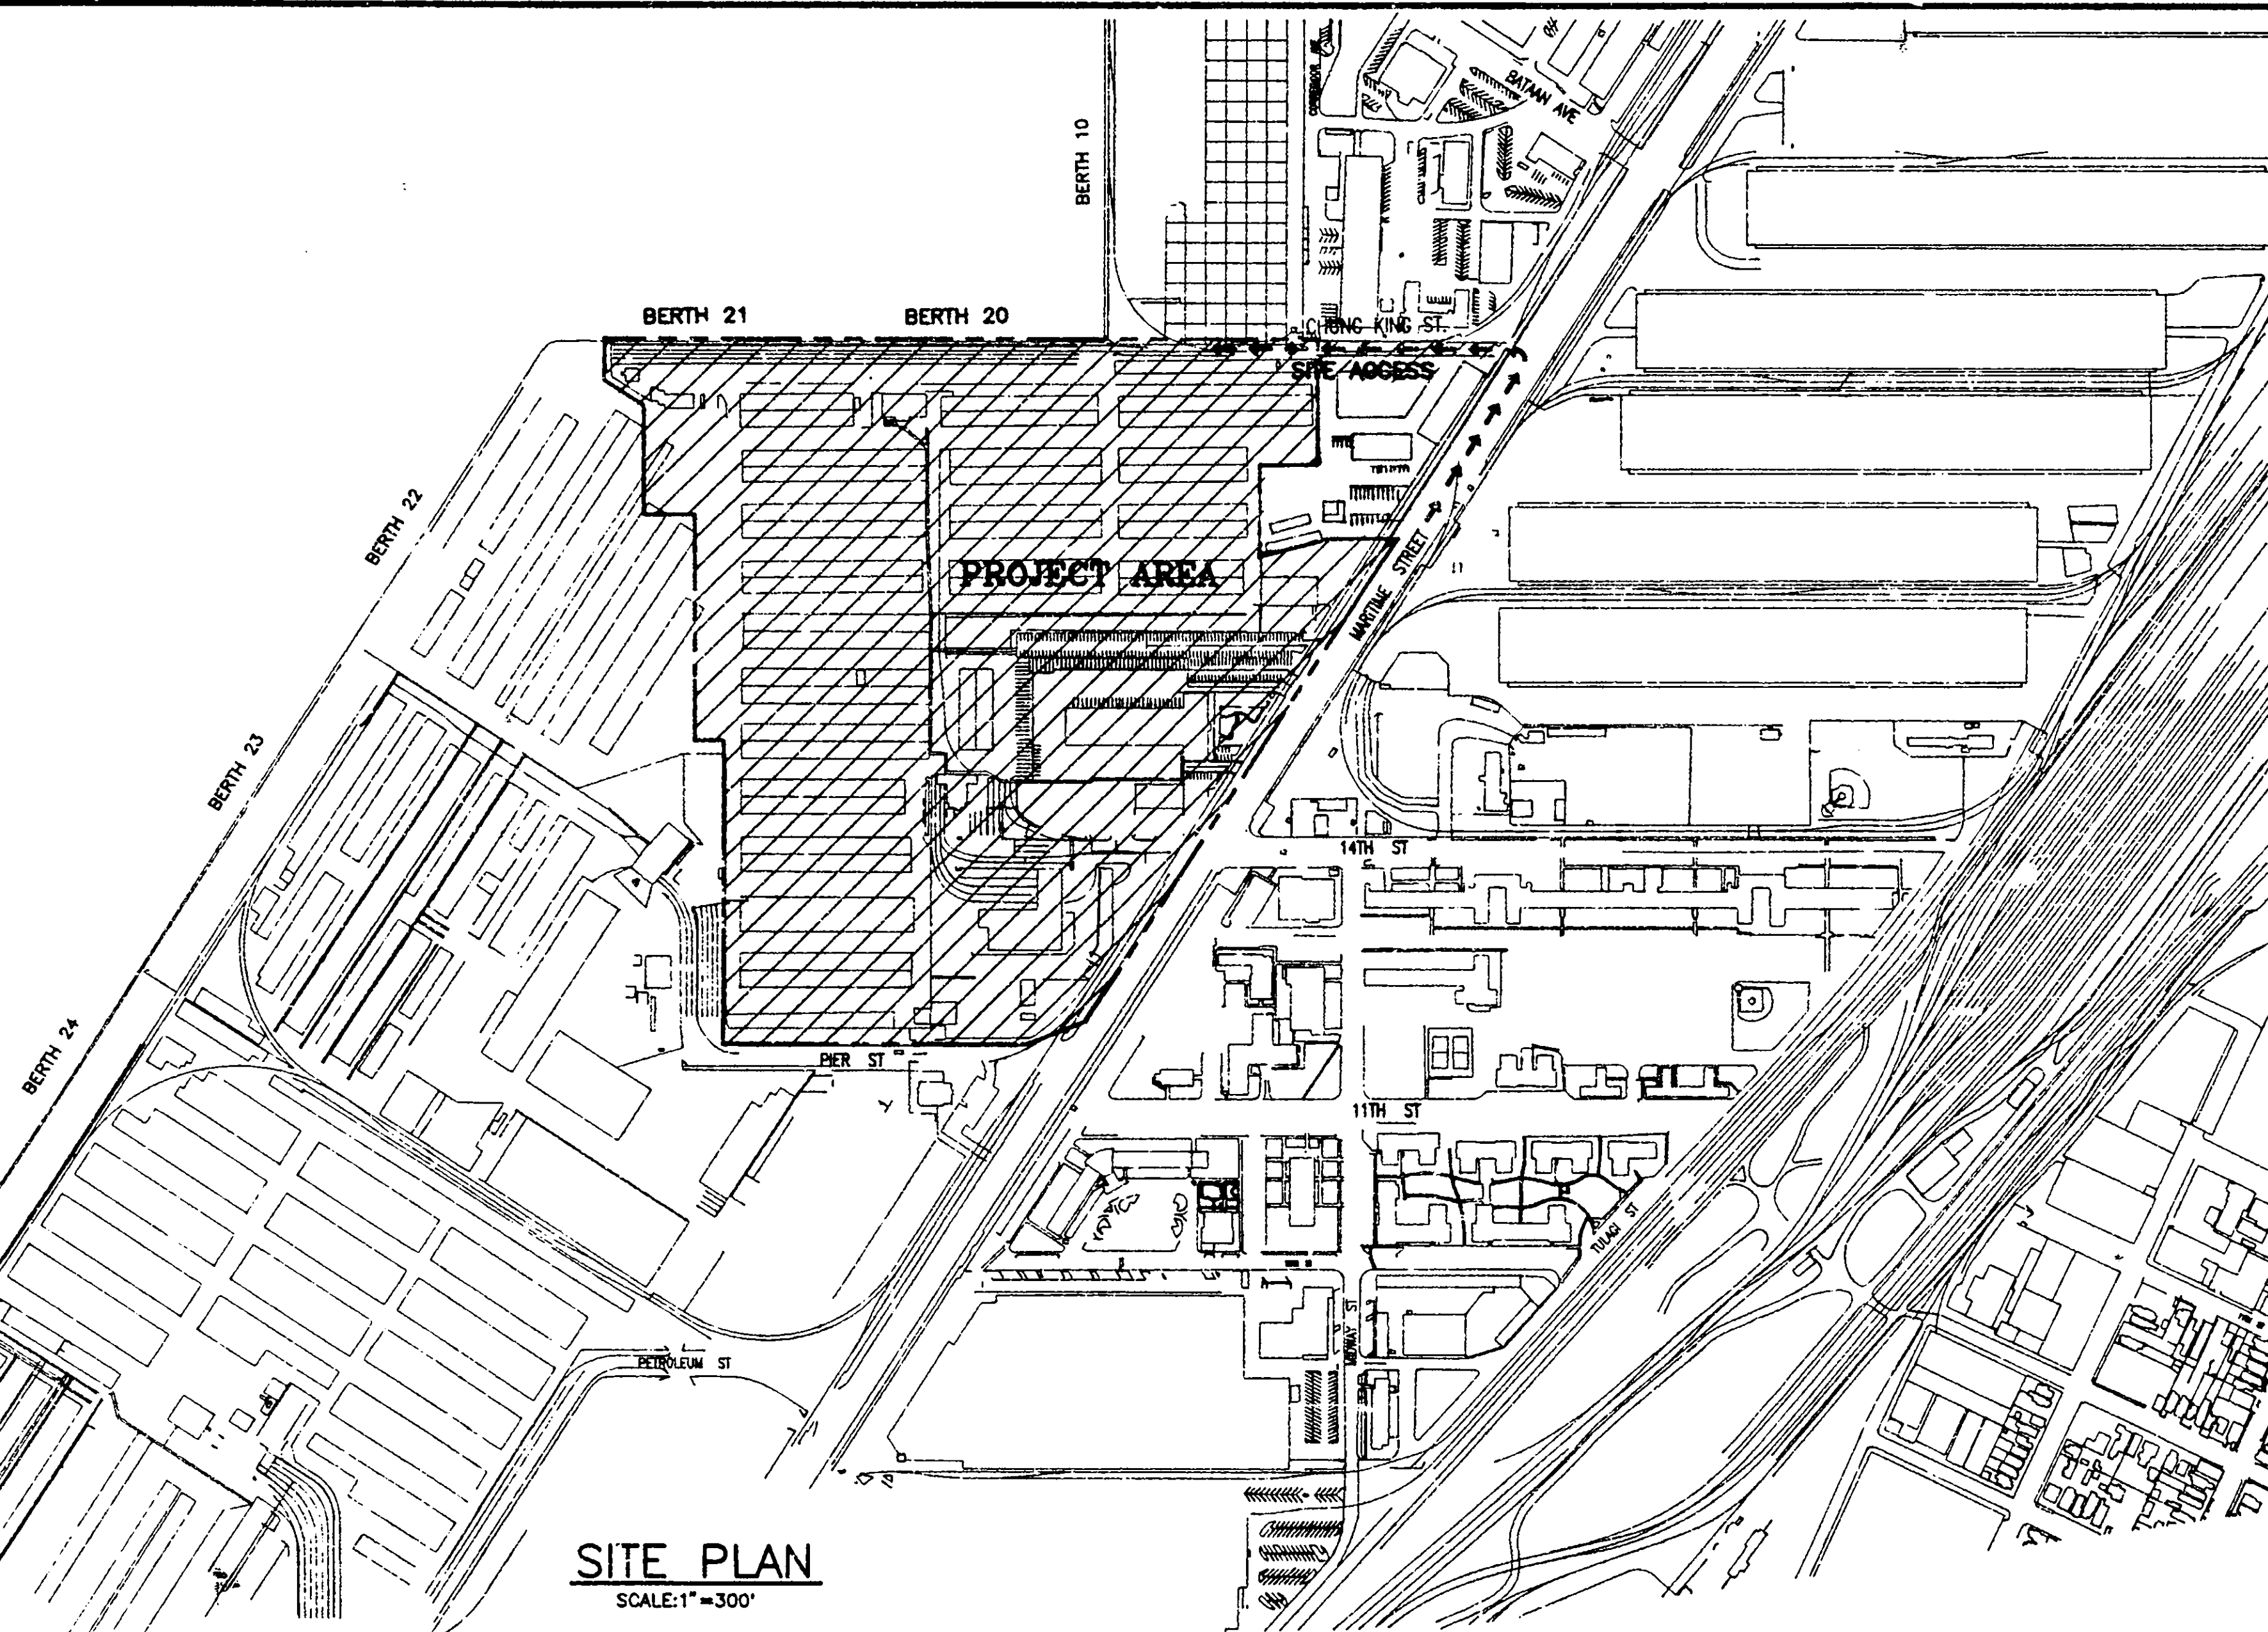 BATAAN AVE
BERTH 10
BERTH 21
BERTH 20
CHUNG KING ST.
SITE ACCESS
BERTH 22
PROJECT AREA
MARITIME STREET
BERTH 23
14TH ST
BERTH 24
PIER ST
11TH ST
TULAGI ST
MIDWAY ST
PETROLEUM ST
SITE PLAN
SCALE:1"=300'